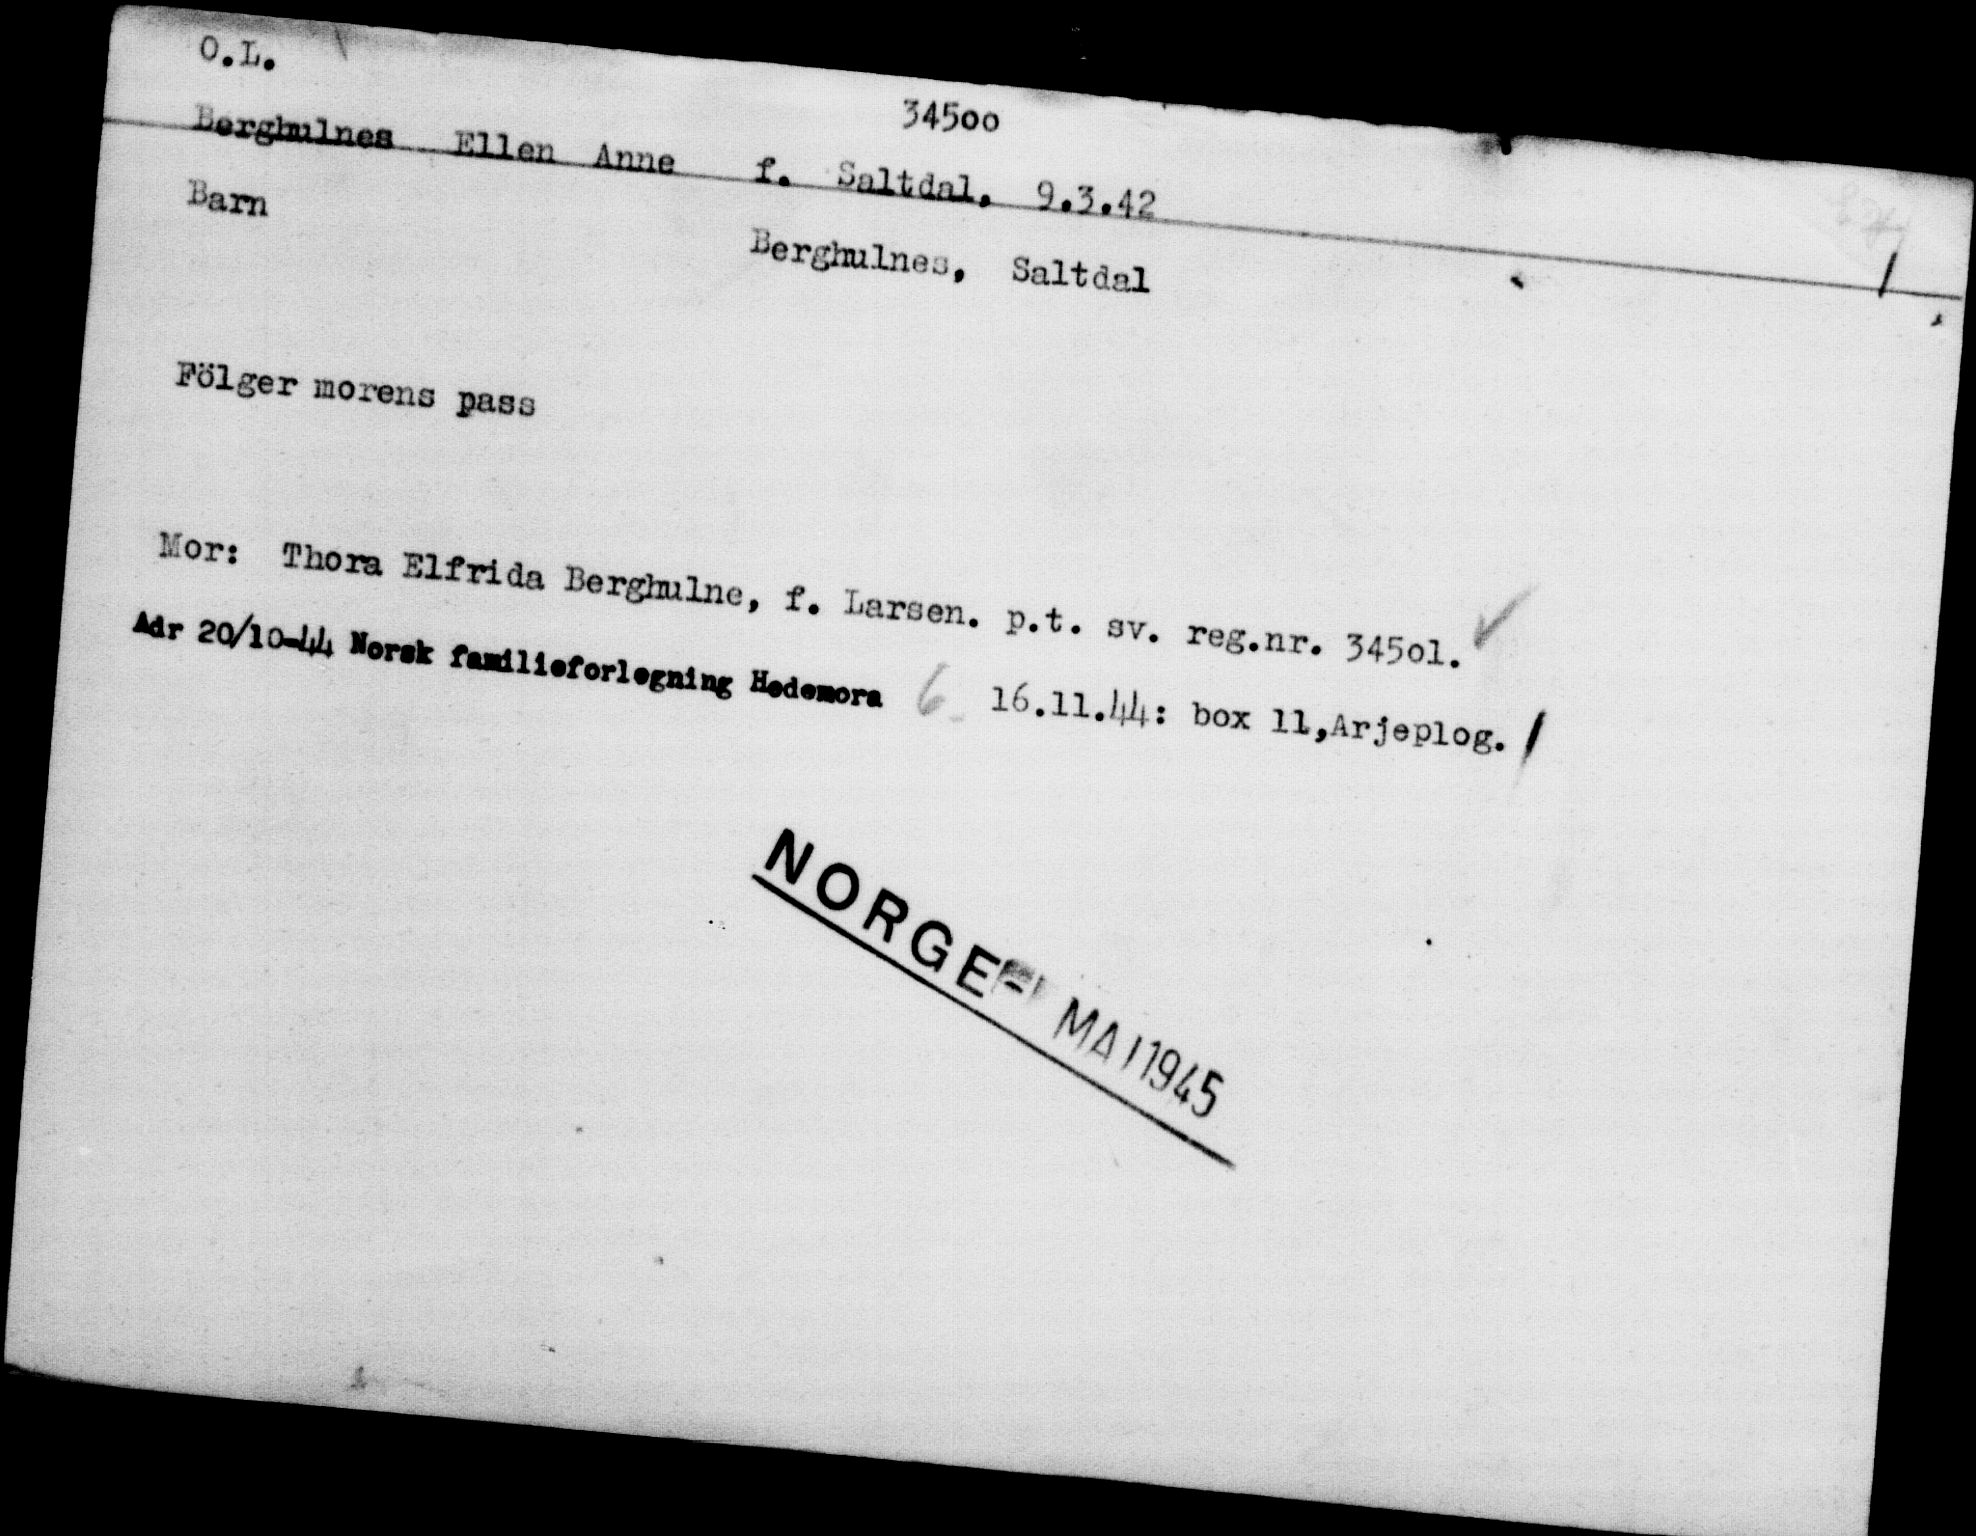 O.L.
345oo
Berghulnes Ellen Anne f. Saltdal, 9.3.42
Barn
Berghulnes, Saltdal
Fölger morens pass
Mor: Thora Elfrida Berghulne, f. Larsen. p.t. sv. reg.nr. 345ol.
Adr 20/10-44 Norsk familieforlegning Hedemora 6 16.11.44: box 11,Arjeplog.
NORGE MAI 1945